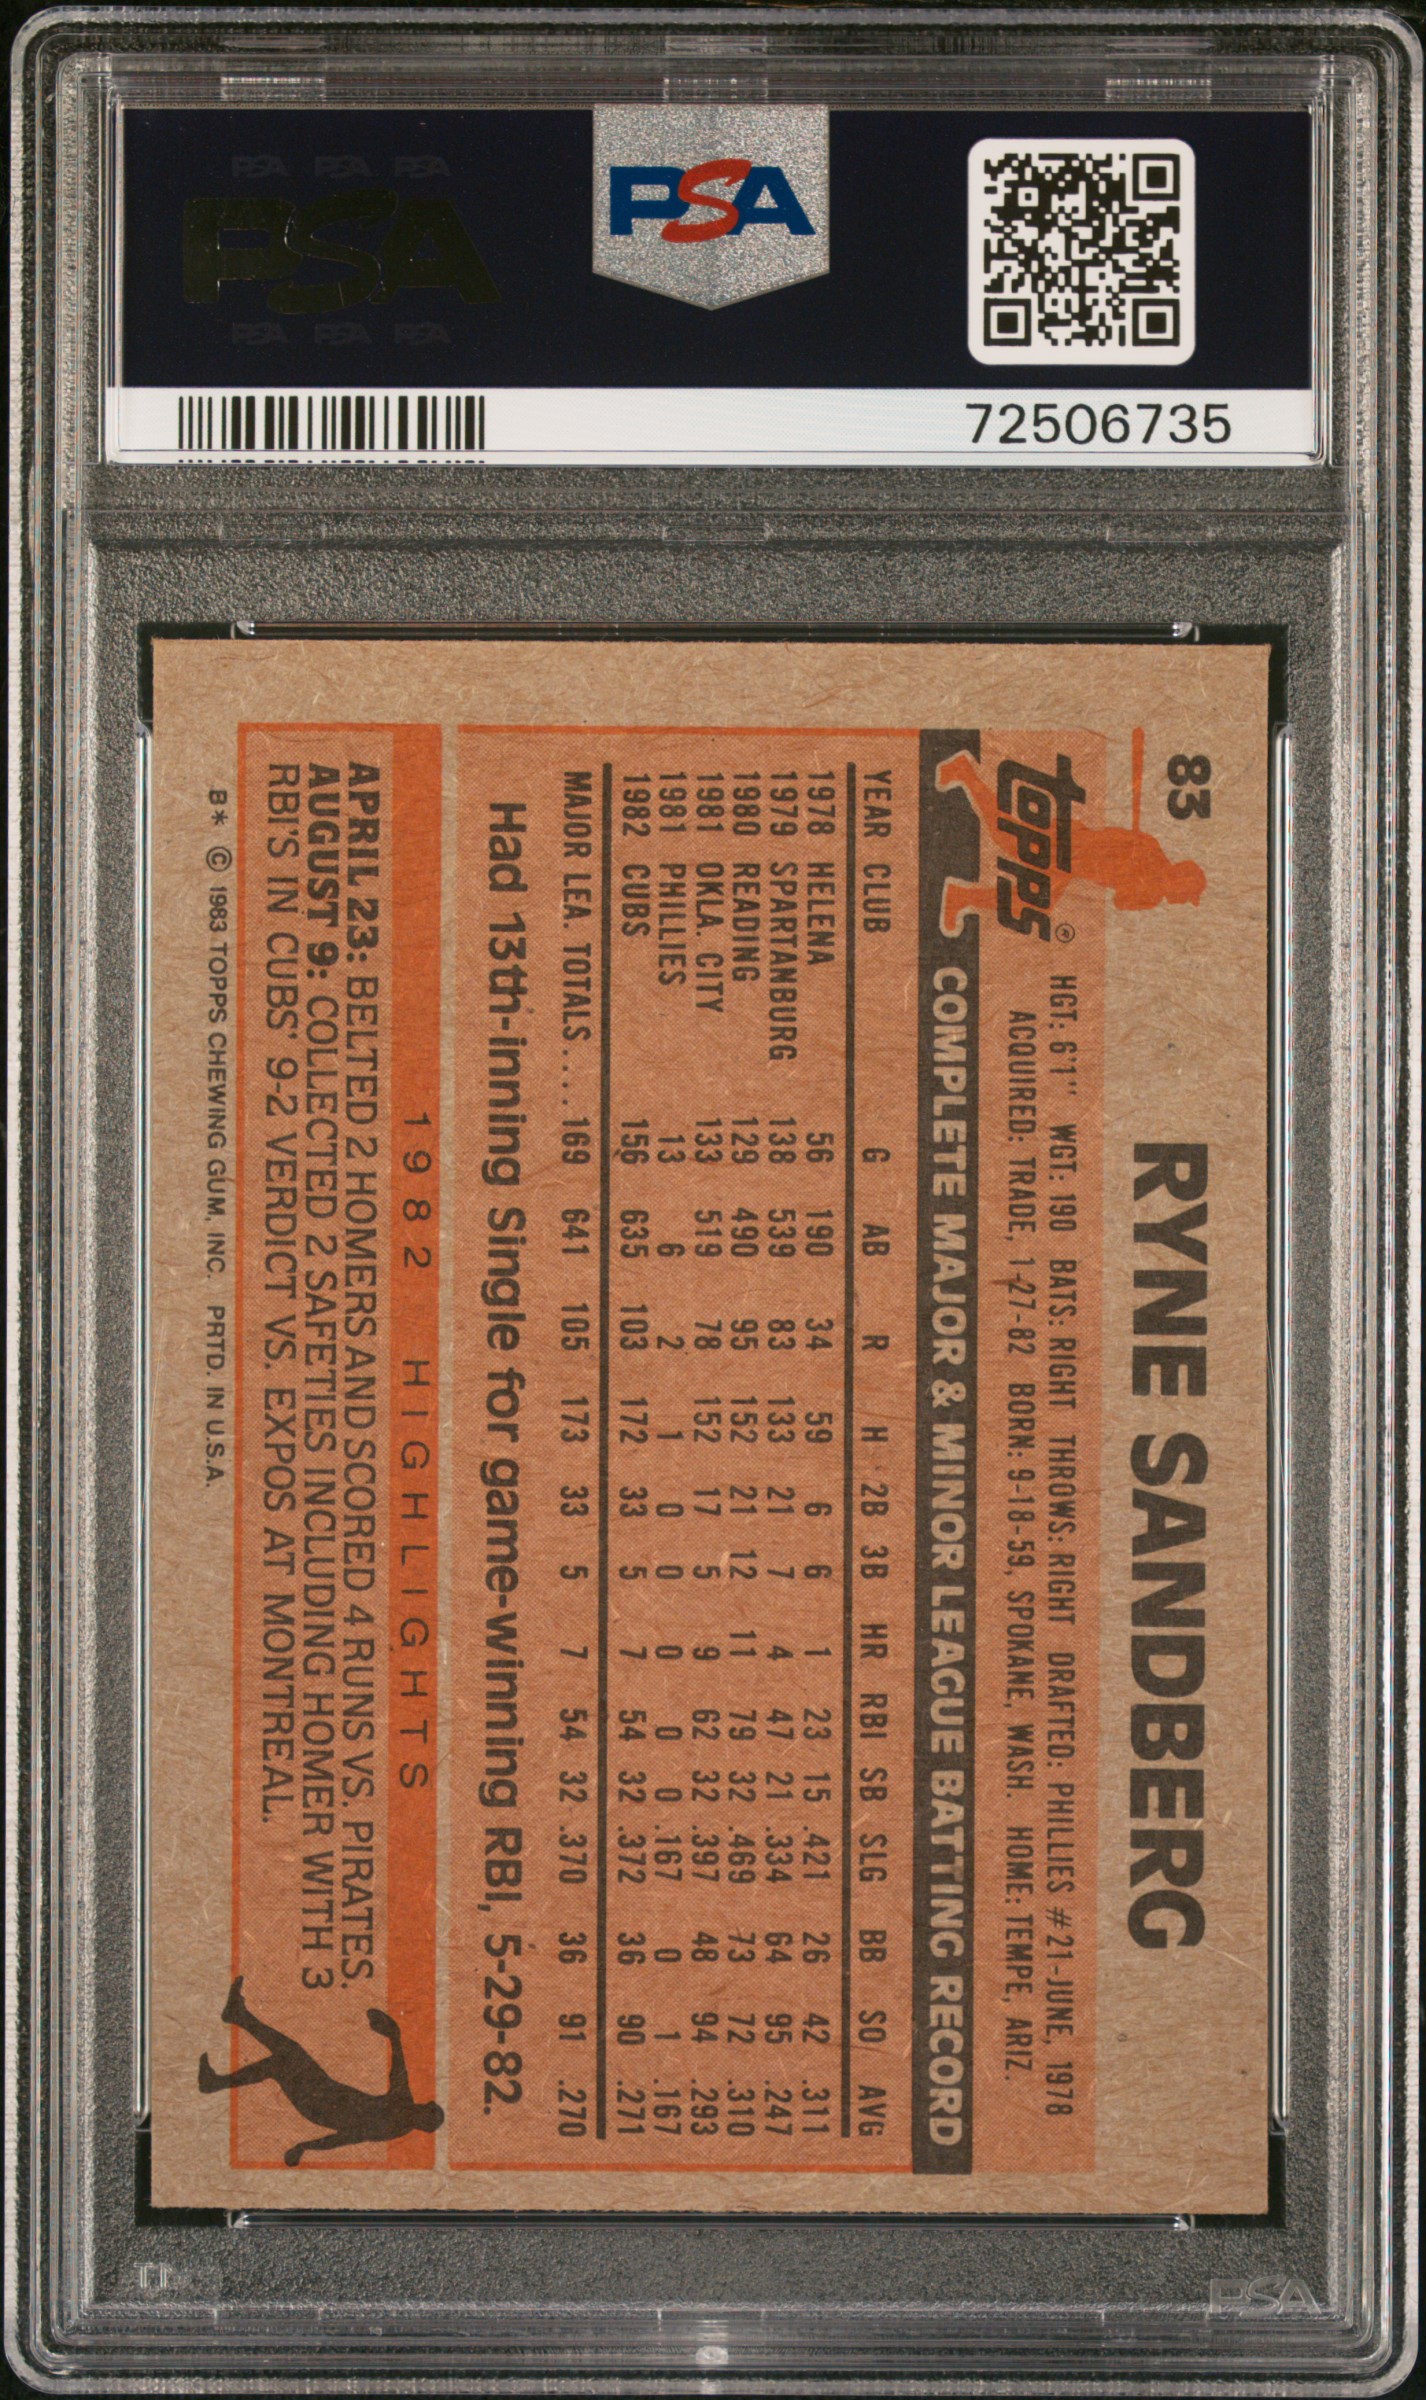 PSA PSA PSA
PSA
PSA PSA PSA
PSA
72506735
83
RYNE SANDBERG
Topps®
HGT: 6'1" WGT: 190 BATS: RIGHT THROWS: RIGHT DRAFTED: PHILLIES #21-JUNE, 1978
ACQUIRED: TRADE, 1-27-82 BORN: 9-18-59, SPOKANE, WASH. HOME: TEMPE, ARIZ.
COMPLETE MAJOR & MINOR LEAGUE BATTING RECORD
YEAR CLUB G AB R H 2B 3B HR RBI SB SLG BB SO AVG
1978 HELENA 56 190 34 59 6 6 1 23 15 .421 26 42 .311
1979 SPARTANBURG 138 539 83 133 21 7 4 47 21 .334 64 95 .247
1980 READING 129 490 95 152 21 12 11 79 32 .469 73 72 .310
1981 OKLA. CITY 133 519 78 152 17 5 9 62 32 .397 48 94 .293
1981 PHILLIES 13 6 2 1 0 0 0 0 0 .167 0 1 .167
1982 CUBS 156 635 103 172 33 5 7 54 32 .372 36 90 .271
MAJOR LEA. TOTALS.... 169 641 105 173 33 5 7 54 32 .370 36 91 .270
Had 13th-inning Single for game-winning RBI, 5-29-82.
1982 HIGHLIGHTS
APRIL 23: BELTED 2 HOMERS AND SCORED 4 RUNS VS. PIRATES.
AUGUST 9: COLLECTED 2 SAFETIES INCLUDING HOMER WITH 3
RBI'S IN CUBS' 9-2 VERDICT VS. EXPOS AT MONTREAL.
B* © 1983 TOPPS CHEWING GUM, INC. PRTD. IN U.S.A.
PSA